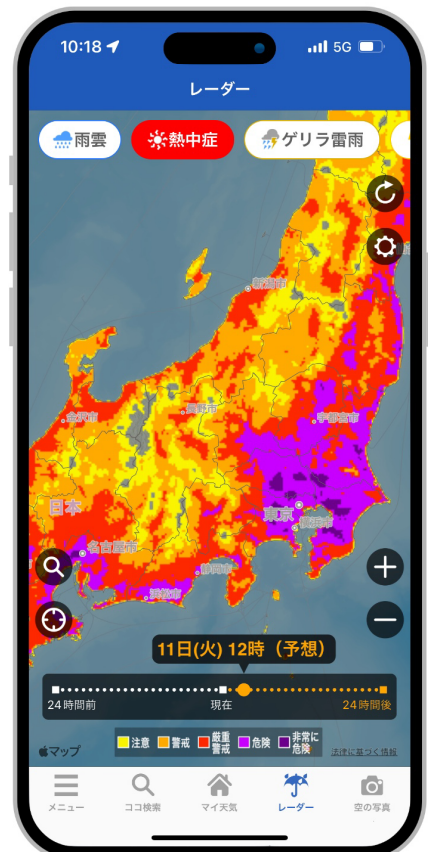 10:18
5G
レーダー
雨雲
熱中症
ゲリラ雷雨
新潟市
金沢市
長野市
宇都宮市
日本
東京
横浜市
名古屋市
静岡市
浜松市
11日(火) 12時（予想）
24時間前
現在
24時間後
マップ
注意
警戒
厳重
警戒
危険
非常に
危険
法律に基づく情報
メニュー
ココ検索
マイ天気
レーダー
空の写真